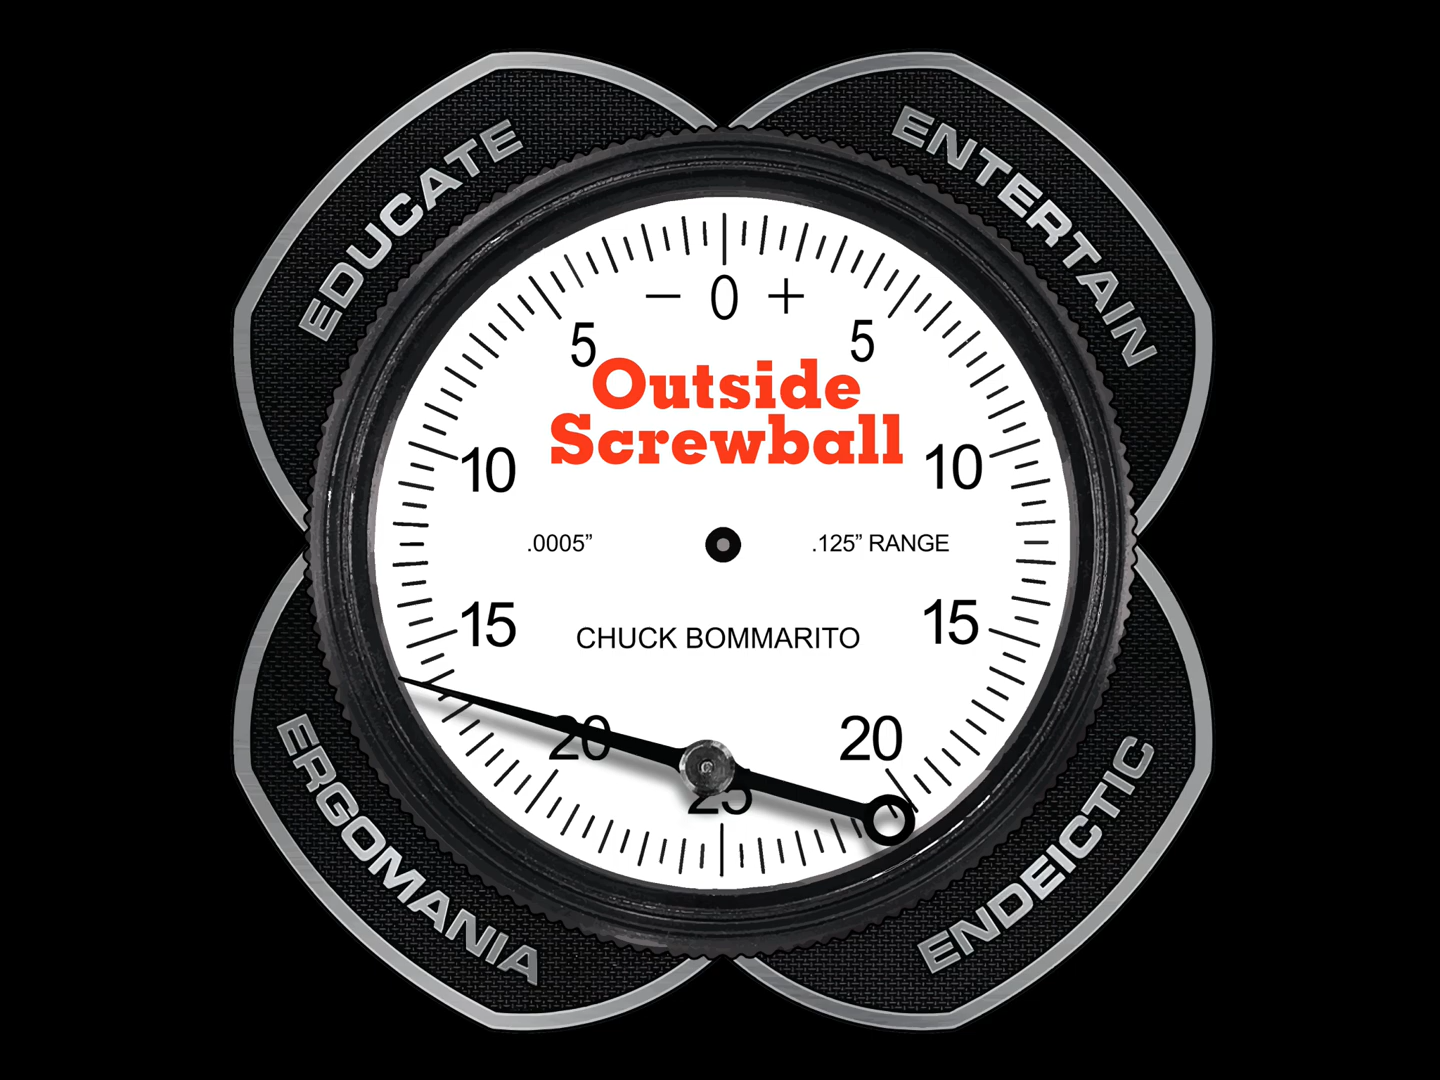 EDUCATE
ENTERTAIN
− 0 +
5 5
Outside
Screwball
10 10
.0005” .125” RANGE
15 15
CHUCK BOMMARITO
20 20
25
ERGOMANIA
ENDEICTIC